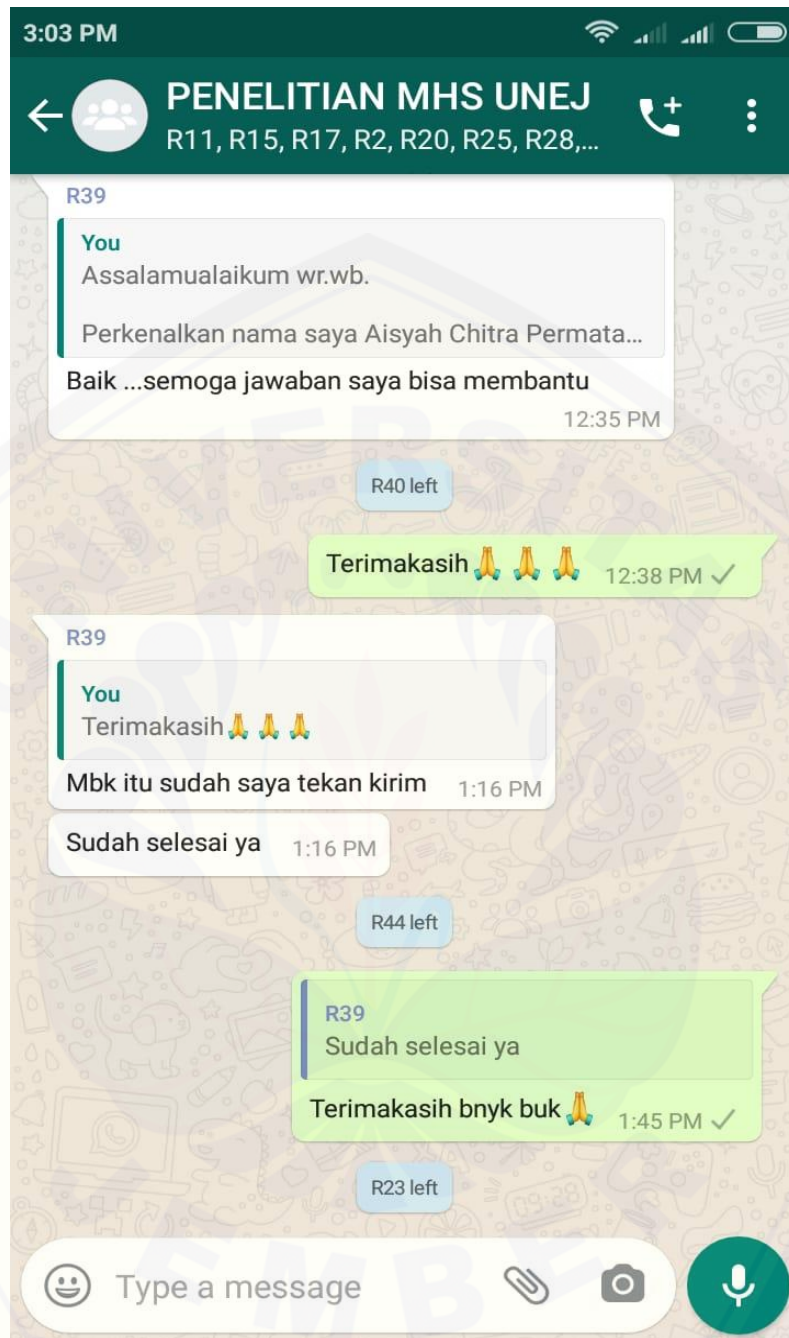 3:03 PM
PENELITIAN MHS UNEJ
R11, R15, R17, R2, R20, R25, R28,...
R39
You
Assalamualaikum wr.wb.
Perkenalkan nama saya Aisyah Chitra Permata...
Baik ...semoga jawaban saya bisa membantu
12:35 PM
R40 left
Terimakasih🙏 🙏 🙏 12:38 PM
R39
You
Terimakasih🙏 🙏 🙏
Mbk itu sudah saya tekan kirim 1:16 PM
Sudah selesai ya 1:16 PM
R44 left
R39
Sudah selesai ya
Terimakasih bnyk buk🙏 1:45 PM
R23 left
Type a message